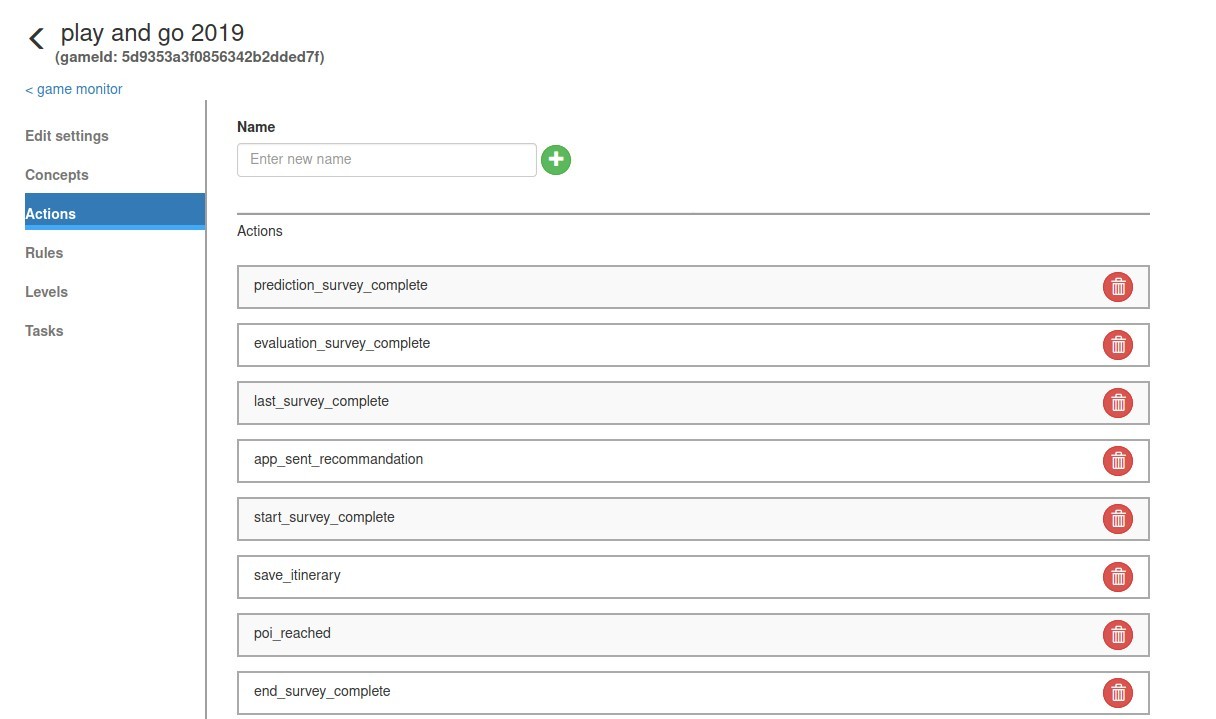 play and go 2019
(gameId: 5d9353a3f0856342b2dded7f)
< game monitor
Edit settings
Concepts
Actions
Rules
Levels
Tasks
Name
Enter new name
Actions
prediction_survey_complete
evaluation_survey_complete
last_survey_complete
app_sent_recommandation
start_survey_complete
save_itinerary
poi_reached
end_survey_complete